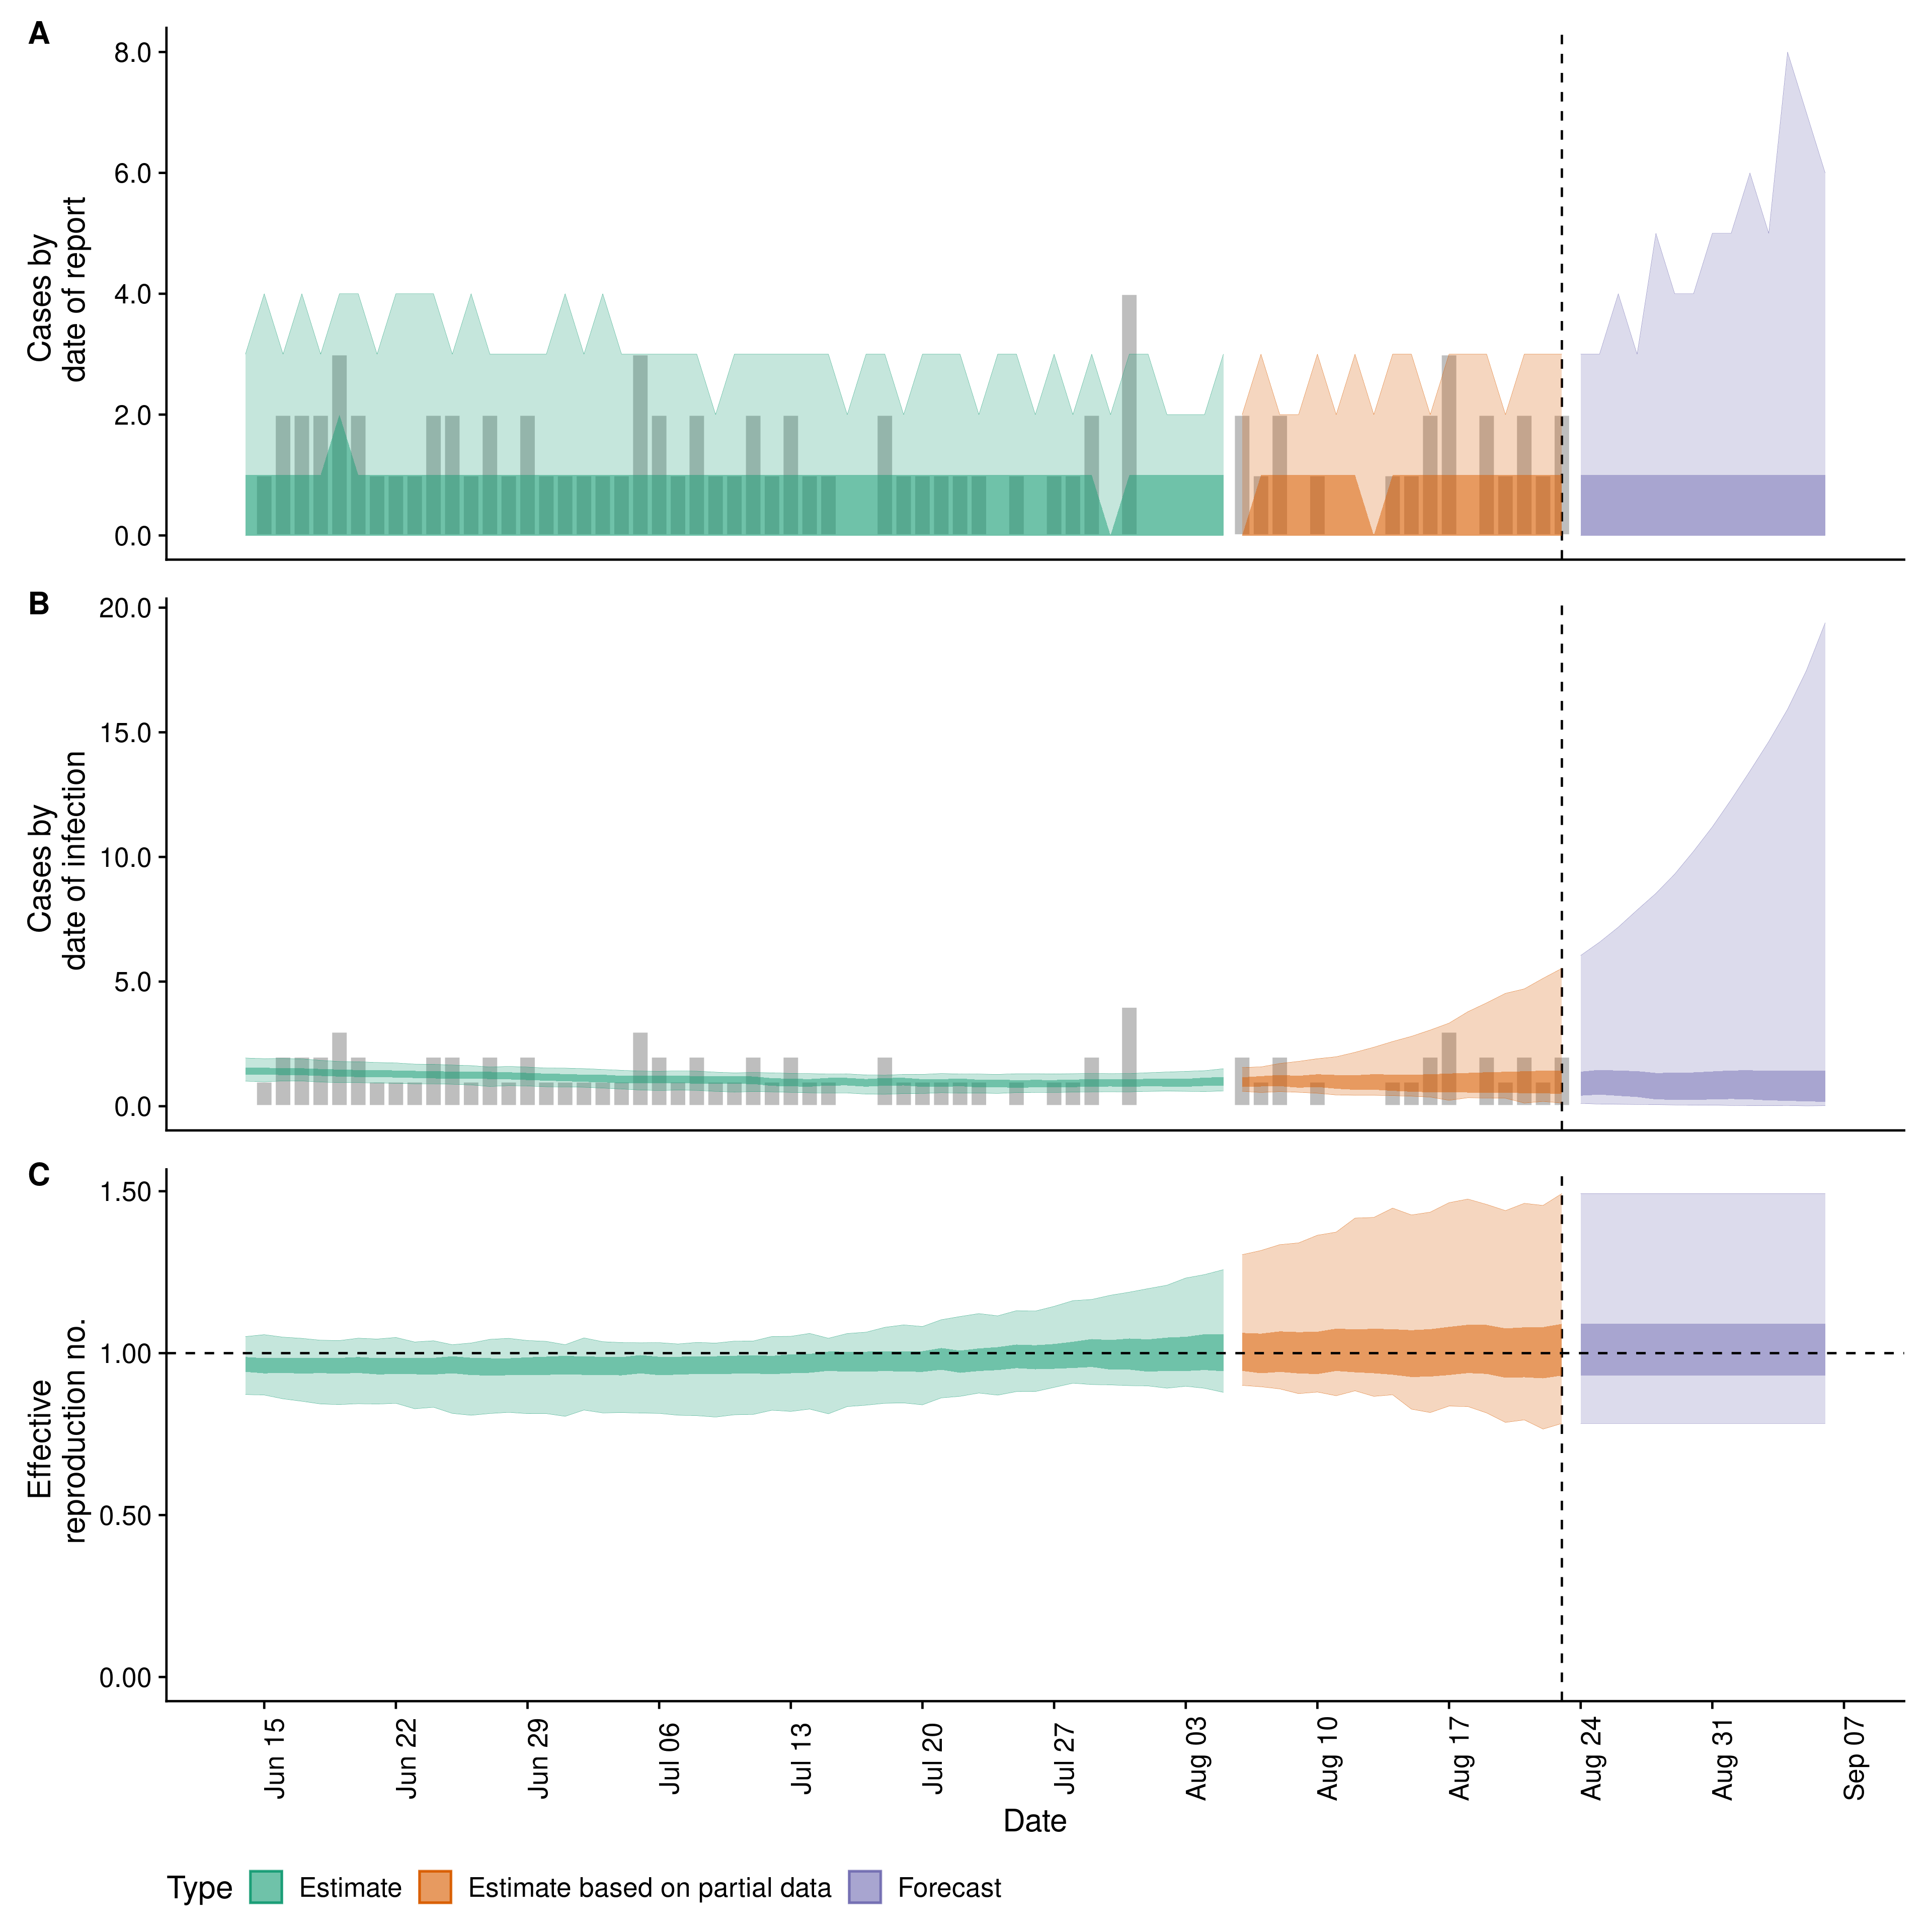 A
Cases by
date of report
8.0
6.0
4.0
2.0
0.0
B
Cases by
date of infection
20.0
15.0
10.0
5.0
0.0
C
Effective
reproduction no.
1.50
1.00
0.50
0.00
Jun 15 Jun 22 Jun 29 Jul 06 Jul 13 Jul 20 Jul 27 Aug 03 Aug 10 Aug 17 Aug 24 Aug 31 Sep 07
Date
Type Estimate Estimate based on partial data Forecast